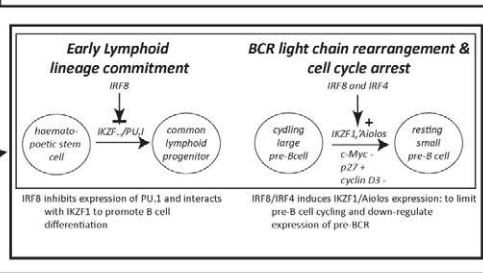 Early Lymphoid
lineage commitment
IRF8
haemato-
poetic stem
cell
IKZF../PU.I
common
lymphoid
progenitor
IRF8 inhibits expression of PU.1 and interacts
with IKZF1 to promote B cell
differentiation
BCR light chain rearrangement &
cell cycle arrest
IRF8 and IRF4
+
cydling
large
pre-Bcell
IKZF1,/Aiolos
c-Myc -
p27 +
cyclin D3 -
resting
small
pre-B cell
IRF8/IRF4 induces IKZF1/Aiolos expression: to limit
pre-B cell cycling and down-regulate
expression of pre-BCR